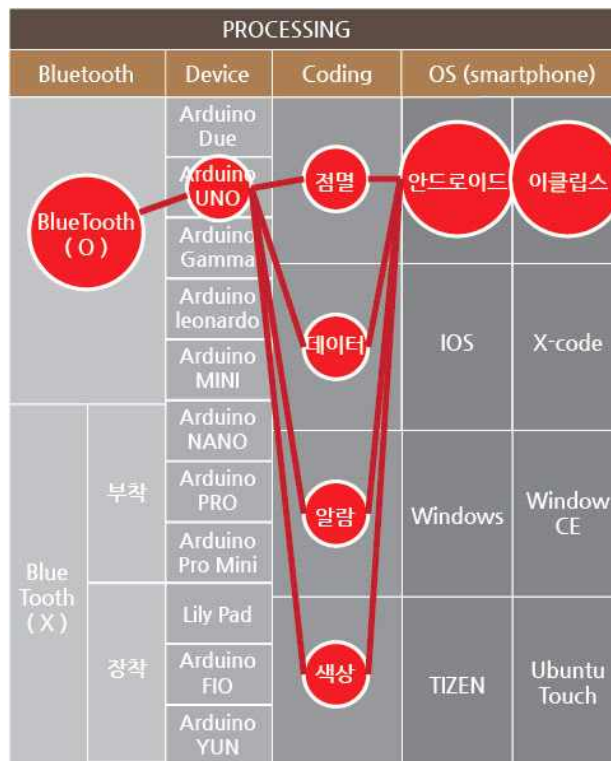 PROCESSING
Bluetooth
Device
Coding
OS (smartphone)
BlueTooth
( O )
Arduino
Due
Arduino
UNO
Arduino
Gamma
Arduino
leonardo
Arduino
MINI
Arduino
NANO
Arduino
PRO
Arduino
Pro Mini
Lily Pad
Arduino
FIO
Arduino
YUN
Blue
Tooth
( X )
부착
장착
점멸
데이터
알람
색상
안드로이드
이클립스
IOS
X-code
Windows
Window
CE
TIZEN
Ubuntu
Touch